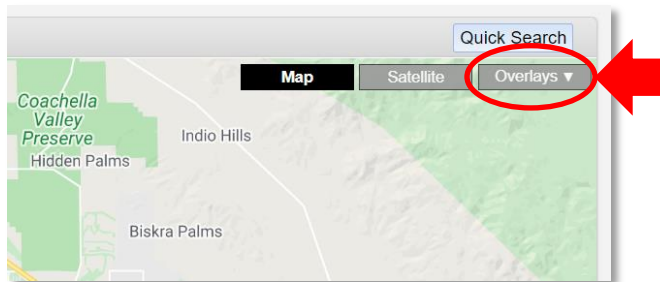 Quick Search
Map
Satellite
Overlays ▼
Coachella
Valley
Preserve
Hidden Palms
Indio Hills
Biskra Palms